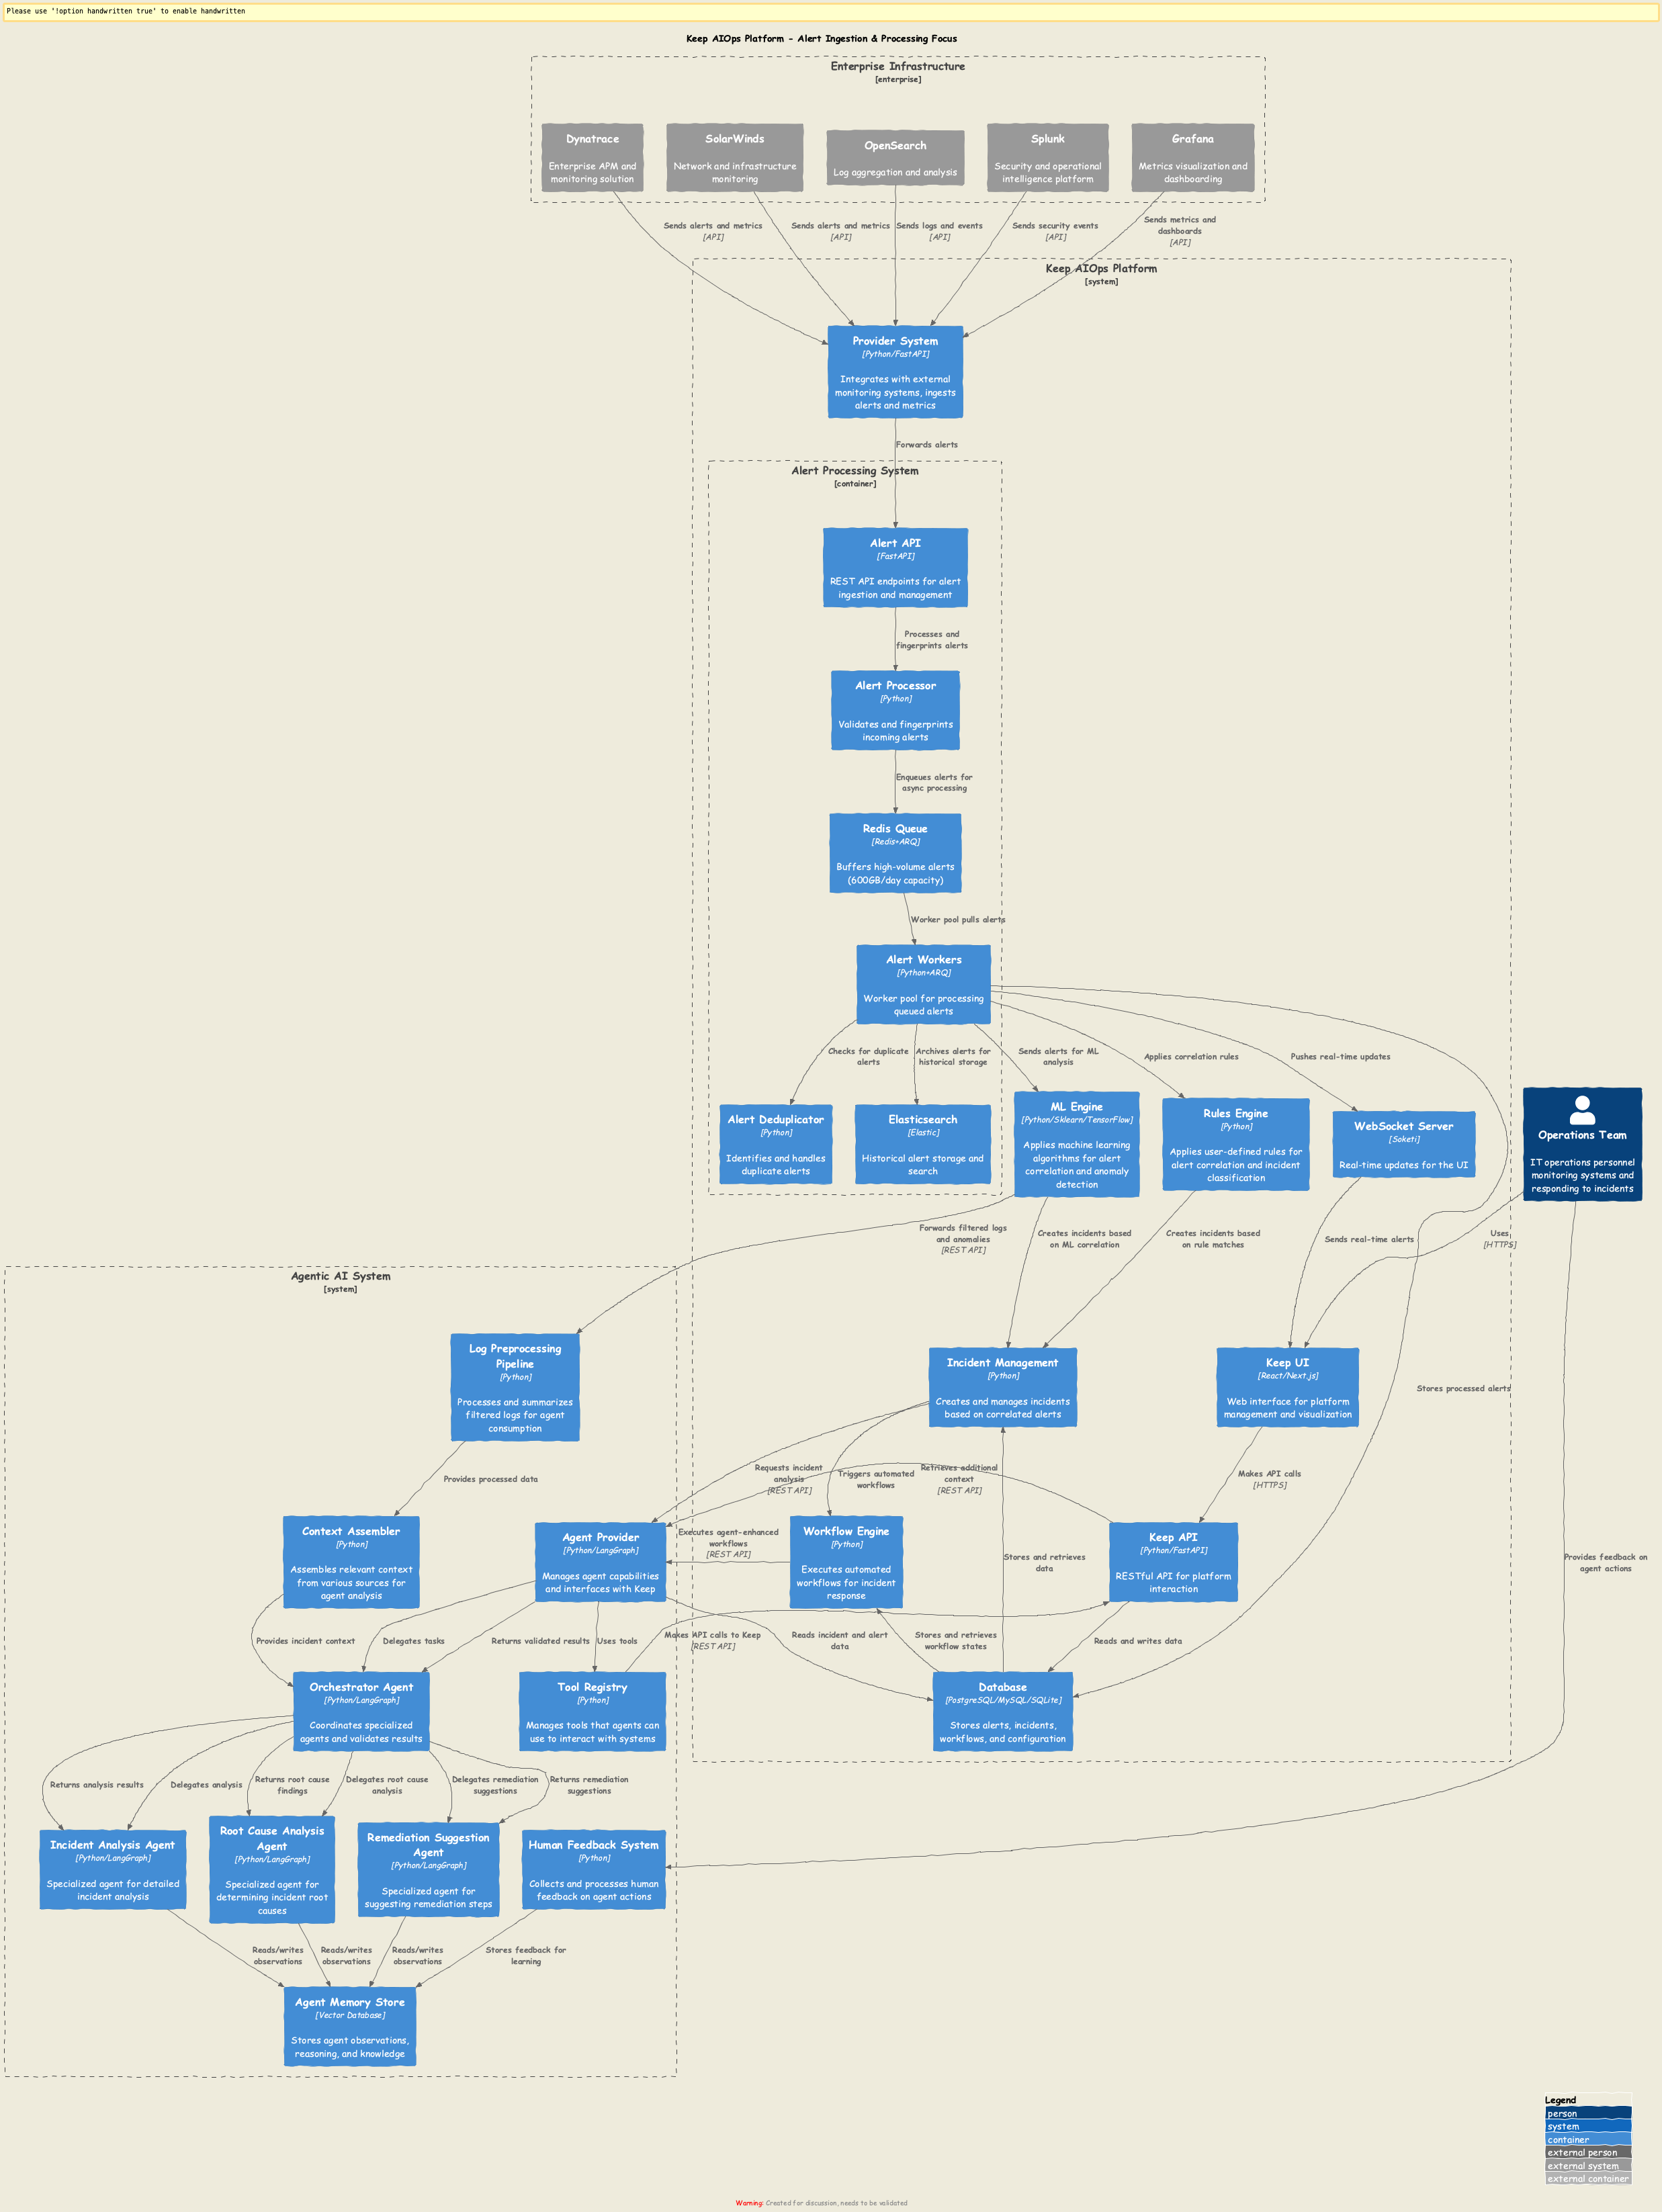 Please use '!option handwritten true' to enable handwritten
Keep AIOps Platform - Alert Ingestion & Processing Focus
Enterprise Infrastructure
[enterprise]
Dynatrace
Enterprise APM and
monitoring solution
SolarWinds
Network and infrastructure
monitoring
OpenSearch
Log aggregation and analysis
Splunk
Security and operational
intelligence platform
Grafana
Metrics visualization and
dashboarding
Sends alerts and metrics
[API]
Sends alerts and metrics
[API]
Sends logs and events
[API]
Sends security events
[API]
Sends metrics and
dashboards
[API]
Keep AIOps Platform
[system]
Provider System
[Python/FastAPI]
Integrates with external
monitoring systems, ingests
alerts and metrics
Forwards alerts
Alert Processing System
[container]
Alert API
[FastAPI]
REST API endpoints for alert
ingestion and management
Processes and
fingerprints alerts
Alert Processor
[Python]
Validates and fingerprints
incoming alerts
Enqueues alerts for
async processing
Redis Queue
[Redis+ARQ]
Buffers high-volume alerts
(600GB/day capacity)
Worker pool pulls alerts
Alert Workers
[Python+ARQ]
Worker pool for processing
queued alerts
Checks for duplicate
alerts
Archives alerts for
historical storage
Sends alerts for ML
analysis
Applies correlation rules
Pushes real-time updates
Alert Deduplicator
[Python]
Identifies and handles
duplicate alerts
Elasticsearch
[Elastic]
Historical alert storage and
search
ML Engine
[Python/Sklearn/TensorFlow]
Applies machine learning
algorithms for alert
correlation and anomaly
detection
Rules Engine
[Python]
Applies user-defined rules for
alert correlation and incident
classification
WebSocket Server
[Soketi]
Real-time updates for the UI
Operations Team
IT operations personnel
monitoring systems and
responding to incidents
Forwards filtered logs
and anomalies
[REST API]
Creates incidents based
on ML correlation
Creates incidents based
on rule matches
Sends real-time alerts
Uses
[HTTPS]
Agentic AI System
[system]
Log Preprocessing
Pipeline
[Python]
Processes and summarizes
filtered logs for agent
consumption
Incident Management
[Python]
Creates and manages incidents
based on correlated alerts
Keep UI
[React/Next.js]
Web interface for platform
management and visualization
Stores processed alerts
Provides processed data
Requests incident
analysis
[REST API]
Triggers automated
workflows
Retrieves additional
context
[REST API]
Makes API calls
[HTTPS]
Context Assembler
[Python]
Assembles relevant context
from various sources for
agent analysis
Agent Provider
[Python/LangGraph]
Manages agent capabilities
and interfaces with Keep
Executes agent-enhanced
workflows
[REST API]
Workflow Engine
[Python]
Executes automated
workflows for incident
response
Stores and retrieves
data
Keep API
[Python/FastAPI]
RESTful API for platform
interaction
Provides feedback on
agent actions
Provides incident context
Delegates tasks
Returns validated results
Uses tools
Makes API calls to Keep
[REST API]
Reads incident and alert
data
Stores and retrieves
workflow states
Reads and writes data
Orchestrator Agent
[Python/LangGraph]
Coordinates specialized
agents and validates results
Tool Registry
[Python]
Manages tools that agents can
use to interact with systems
Database
[PostgreSQL/MySQL/SQLite]
Stores alerts, incidents,
workflows, and configuration
Returns analysis results
Delegates analysis
Returns root cause
findings
Delegates root cause
analysis
Delegates remediation
suggestions
Returns remediation
suggestions
Incident Analysis Agent
[Python/LangGraph]
Specialized agent for detailed
incident analysis
Root Cause Analysis
Agent
[Python/LangGraph]
Specialized agent for
determining incident root
causes
Remediation Suggestion
Agent
[Python/LangGraph]
Specialized agent for
suggesting remediation steps
Human Feedback System
[Python]
Collects and processes human
feedback on agent actions
Reads/writes
observations
Reads/writes
observations
Reads/writes
observations
Stores feedback for
learning
Agent Memory Store
[Vector Database]
Stores agent observations,
reasoning, and knowledge
Legend
person
system
container
external person
external system
external container
Warning: Created for discussion, needs to be validated.